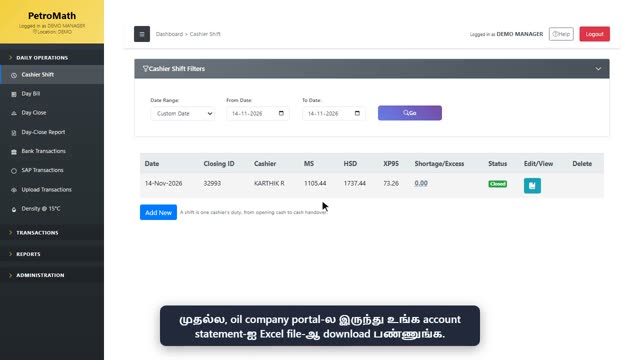 PetroMath
Logged in as DEMO MANAGER
Location: DEMO
DAILY OPERATIONS
Cashier Shift
Day Bill
Day Close
Day-Close Report
Bank Transactions
SAP Transactions
Upload Transactions
Density @ 15°C
TRANSACTIONS
REPORTS
ADMINISTRATION
Dashboard > Cashier Shift
Logged in as DEMO MANAGER
Help
Logout
Cashier Shift Filters
Date Range:
From Date:
To Date:
Custom Date
14-11-2026
14-11-2026
Go
Date Closing ID Cashier MS HSD XP95 Shortage/Excess Status Edit/View Delete
14-Nov-2026 32993 KARTHIK R 1105.44 1737.44 73.26 0.00 Closed
Add New
A shift is one cashier's duty, from opening cash to cash handover.
முதல்ல, oil company portal-ல இருந்து உங்க account
statement-ஐ Excel file-ஆ download பண்ணுங்க.